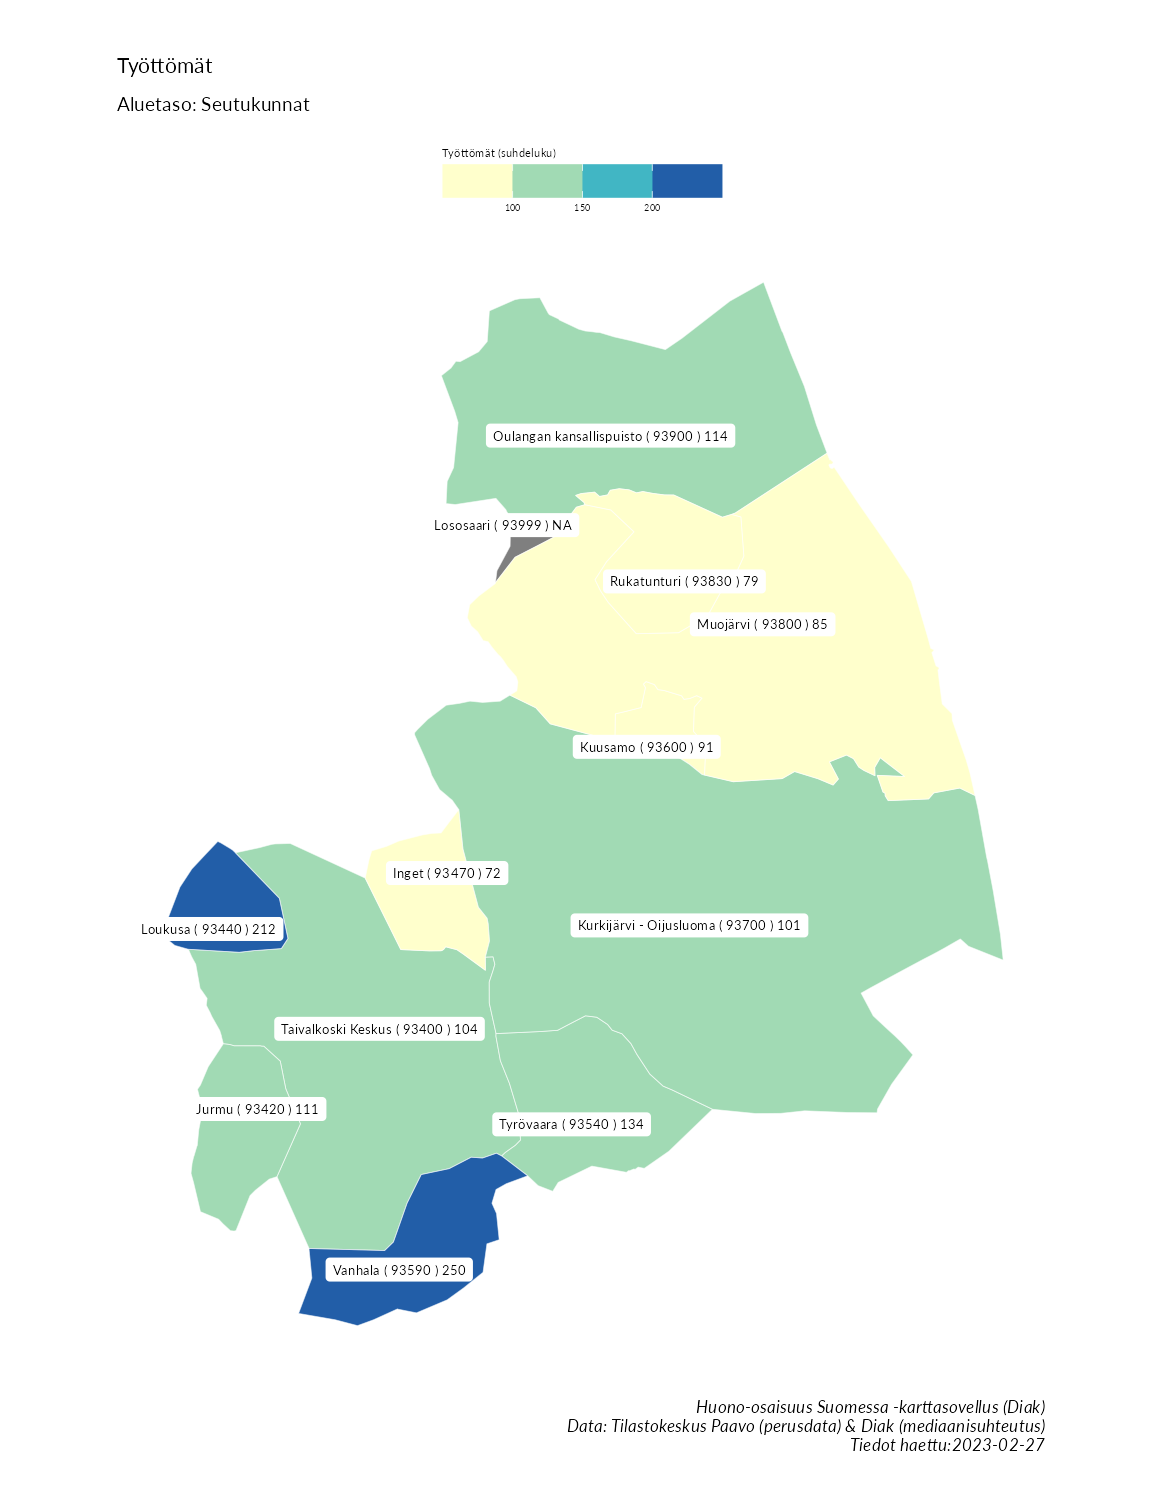 Työttömät
Aluetaso: Seutukunnat
Työttömät (suhdeluku)
100 150 200
Oulangan kansallispuisto ( 93900 ) 114
Lososaari ( 93999 ) NA
Rukatunturi ( 93830 ) 79
Muojärvi ( 93800 ) 85
Kuusamo ( 93600 ) 91
Inget ( 93470 ) 72
Kurkijärvi - Oijusluoma ( 93700 ) 101
Loukusa ( 93440 ) 212
Taivalkoski Keskus ( 93400 ) 104
Jurmu ( 93420 ) 111
Tyrövaara ( 93540 ) 134
Vanhala ( 93590 ) 250
Huono-osaisuus Suomessa -karttasovellus (Diak)
Data: Tilastokeskus Paavo (perusdata) & Diak (mediaanisuhteutus)
Tiedot haettu:2023-02-27